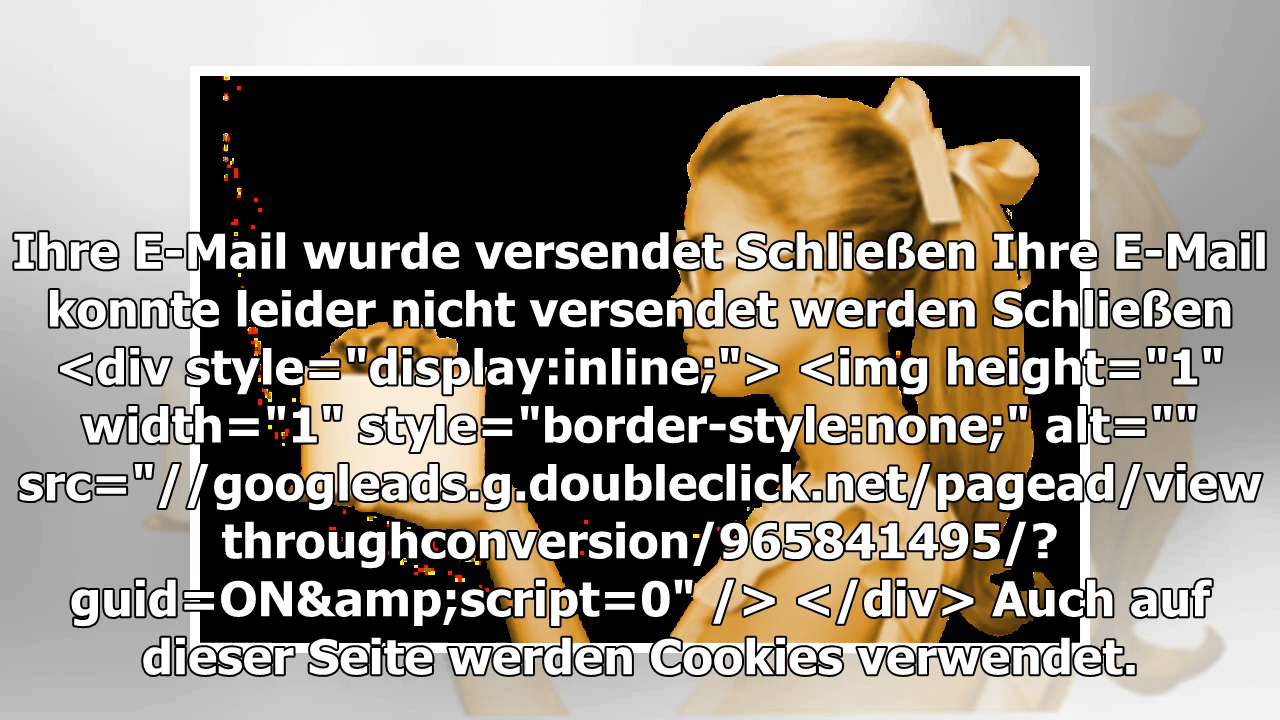 Ihre E-Mail wurde versendet Schließen Ihre E-Mail
konnte leider nicht versendet werden Schließen
<div style="display:inline;"> <img height="1"
width="1" style="border-style:none;" alt=""
src="//googleads.g.doubleclick.net/pagead/view
throughconversion/965841495/?
guid=ON&amp;script=0" /> </div> Auch auf
dieser Seite werden Cookies verwendet.